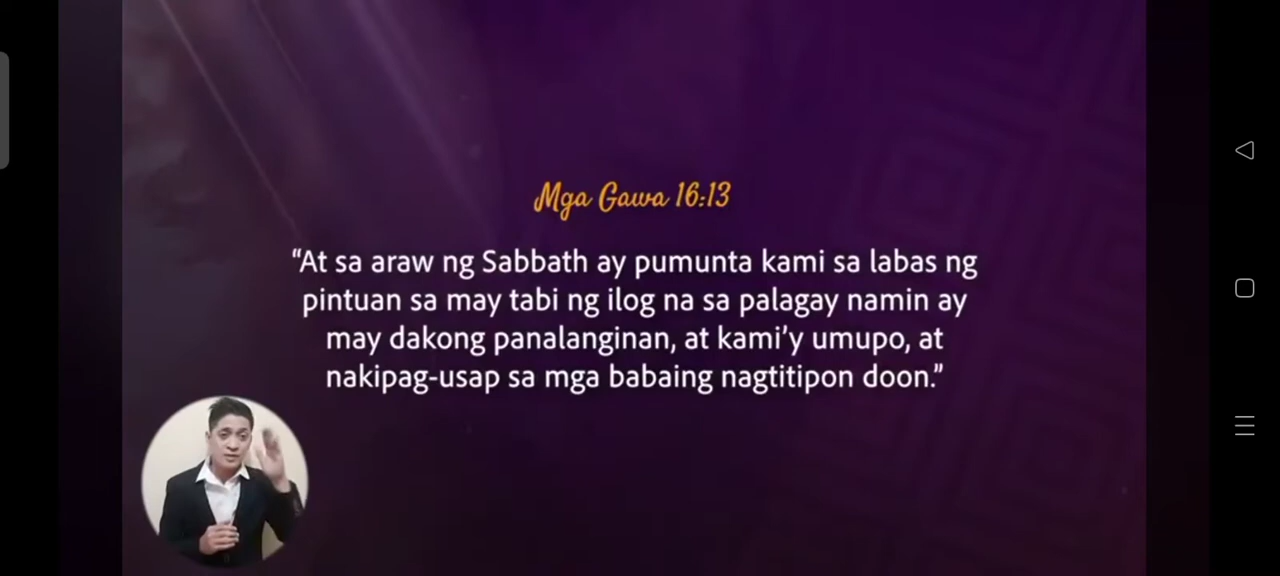 Mga Gawa 16:13
“At sa araw ng Sabbath ay pumunta kami sa labas ng
pintuan sa may tabi ng ilog na sa palagay namin ay
may dakong panalanginan, at kami’y umupo, at
nakipag-usap sa mga babaing nagtitipon doon.”